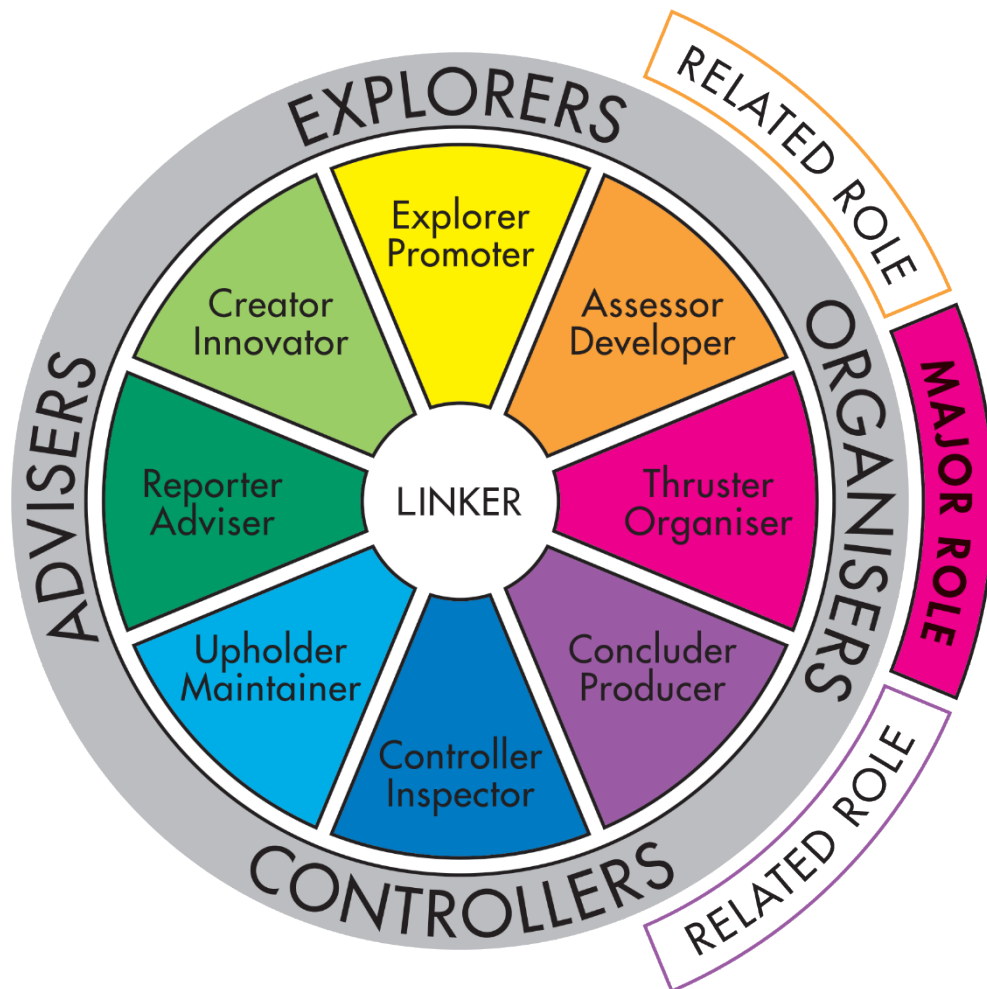 EXPLORERS
RELATED ROLE
Explorer
Promoter
Creator
Innovator
Assessor
Developer
ADVISERS
ORGANISERS
MAJOR ROLE
Reporter
Adviser
LINKER
Thruster
Organiser
Upholder
Maintainer
Concluder
Producer
Controller
Inspector
RELATED ROLE
CONTROLLERS